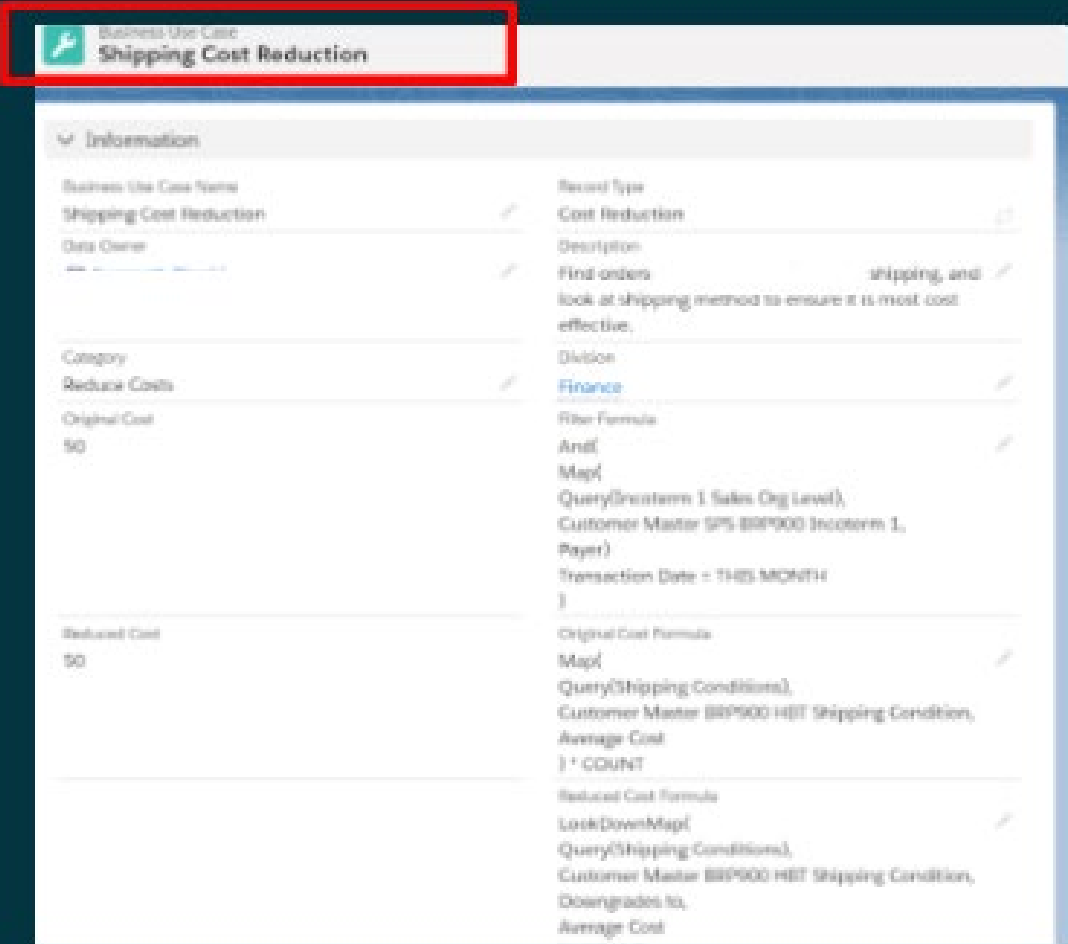 Business Use Case
Shipping Cost Reduction
Information
Business Use Case Name
Shipping Cost Reduction
Record Type
Cost Reduction
Data Owner
Description
Find orders shipping, and
look at shipping method to ensure it is most cost
effective.
Category
Reduce Costs
Division
Finance
Original Cost
Filter Formula
And(
Map(
Query(Incoterm 1 Sales Org Level),
Customer Master SPS BRP900 Incoterm 1,
Payer)
Transaction Date = THIS MONTH
)
Reduced Cost
Original Cost Formula
Map(
Query(Shipping Conditions),
Customer Master BRP900 HBT Shipping Condition,
Average Cost
) * COUNT
Reduced Cost Formula
LookDownMap(
Query(Shipping Conditions),
Customer Master BRP900 HBT Shipping Condition,
Downgrades to,
Average Cost